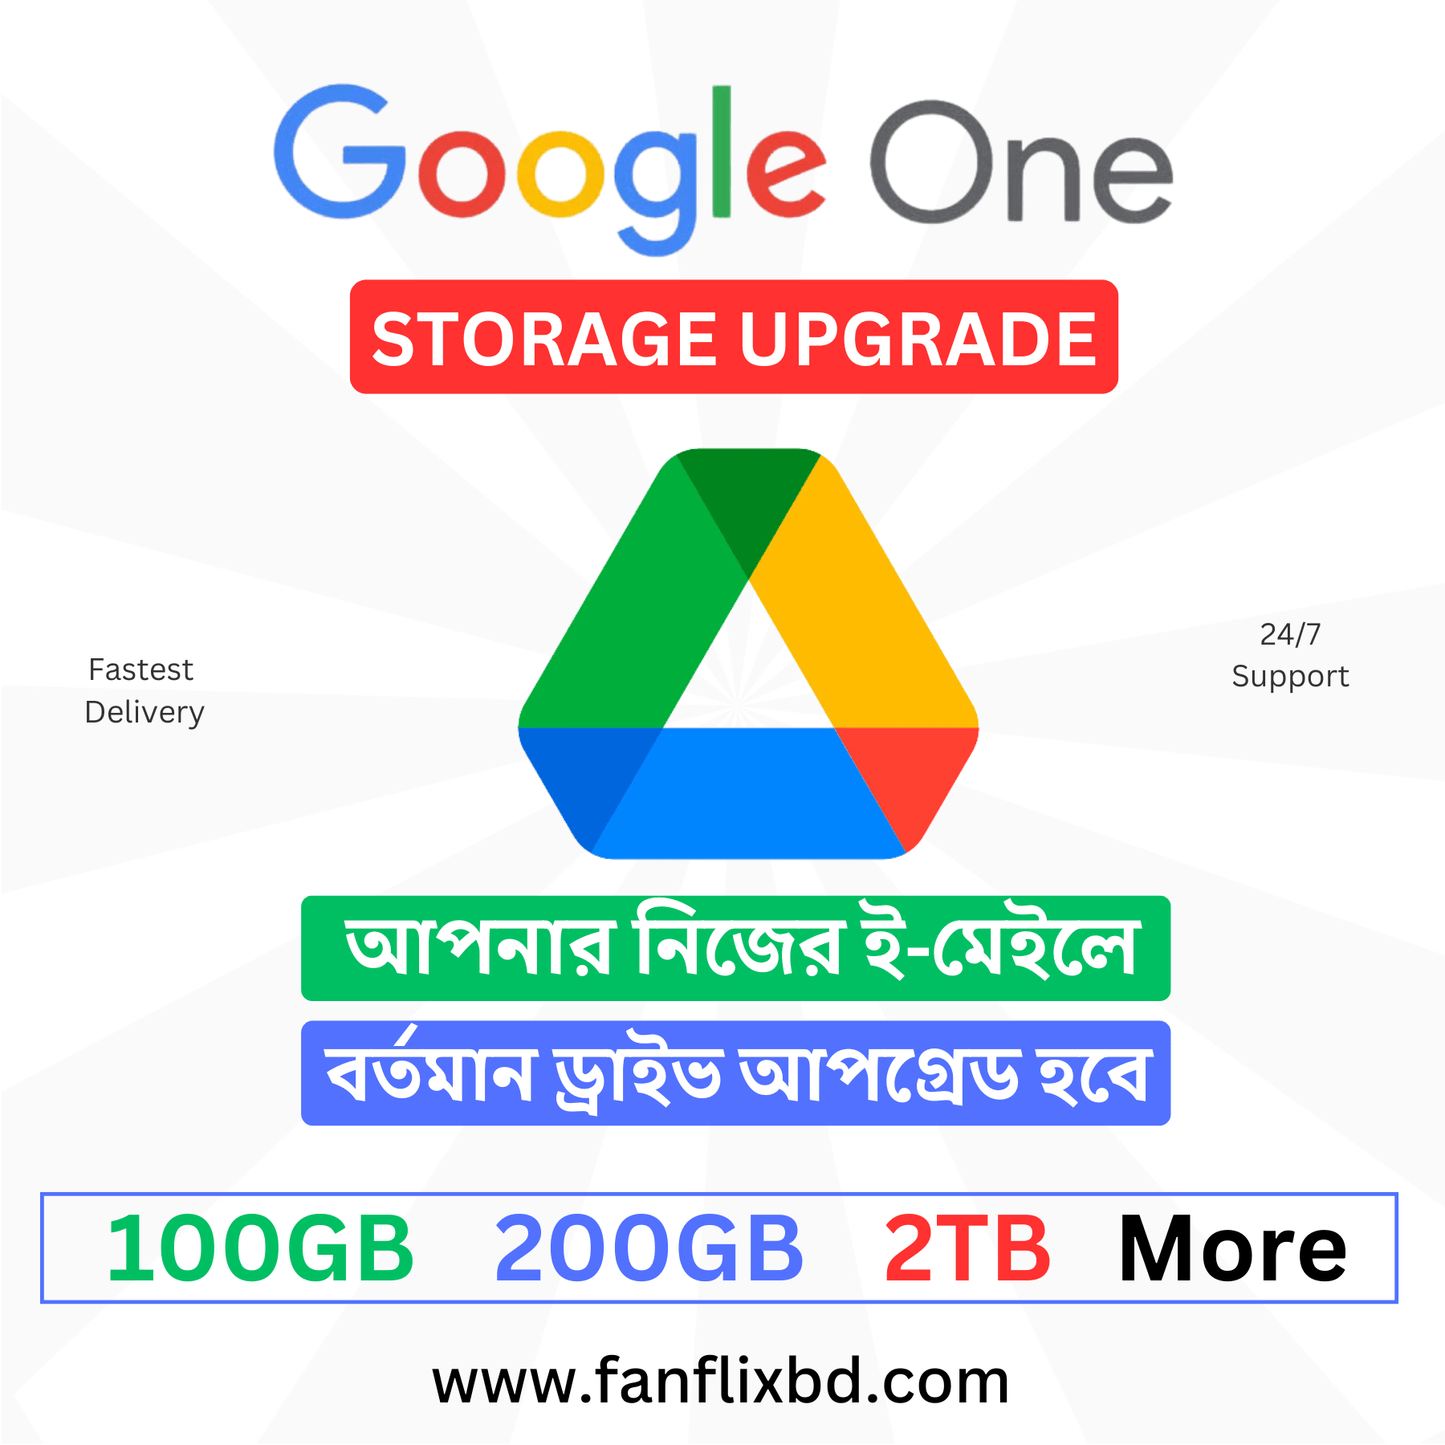 Google One
STORAGE UPGRADE
Fastest
Delivery
24/7
Support
আপনার নিজের ই-মেইলে
বর্তমান ড্রাইভ আপগ্রেড হবে
100GB 200GB 2TB More
www.fanflixbd.com